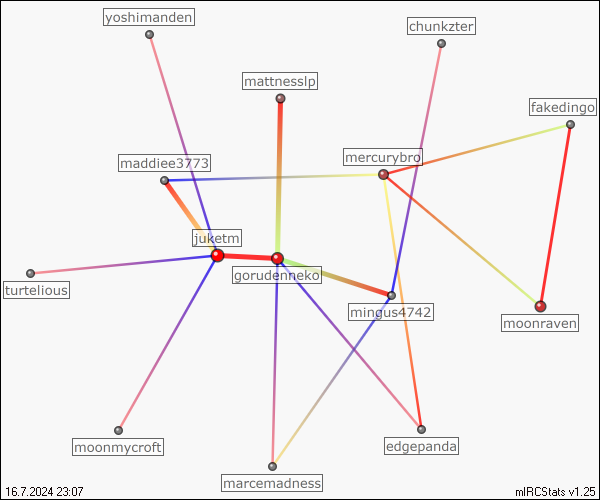 yoshimanden
chunkzter
mattnesslp
fakedingo
mercurybro
maddiee3773
juketm
gorudenneko
turtelious
mingus4742
moonraven
moonmycroft
edgepanda
marcemadness
16.7.2024 23:07
mIRCStats v1.25